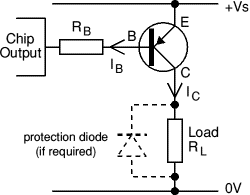 +Vs
E
Chip
Output
RB
B
IB
C
IC
protection diode
(if required)
Load
RL
0V